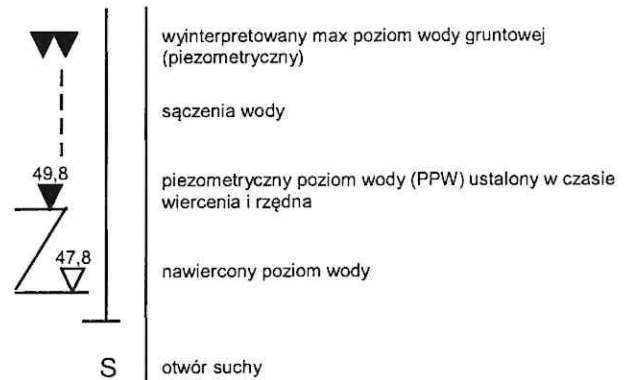 wyinterpretowany max poziom wody gruntowej
(piezometryczny)
sączenia wody
49,8
piezometryczny poziom wody (PPW) ustalony w czasie
wiercenia i rzędna
47,8
nawiercony poziom wody
S
otwór suchy